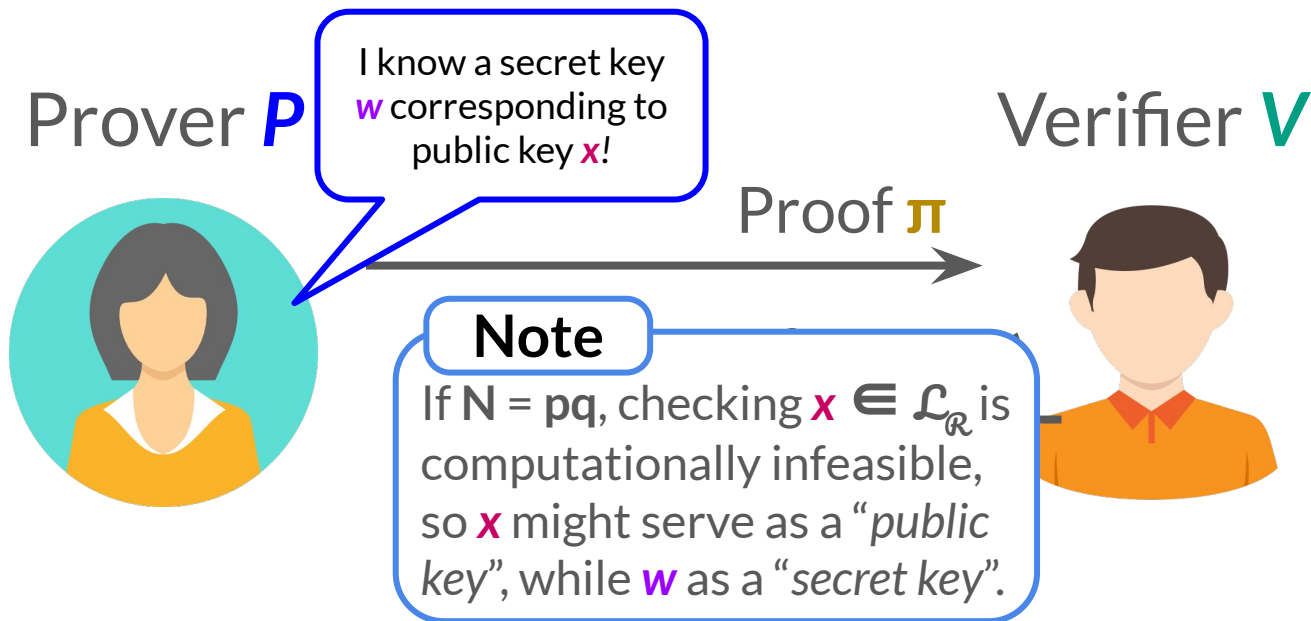 Prover P
I know a secret key
w corresponding to
public key x!
Verifier V
Proof π
Note
If N = pq, checking x ∈ ℒ_ℛ is
computationally infeasible,
so x might serve as a “public
key”, while w as a “secret key”.